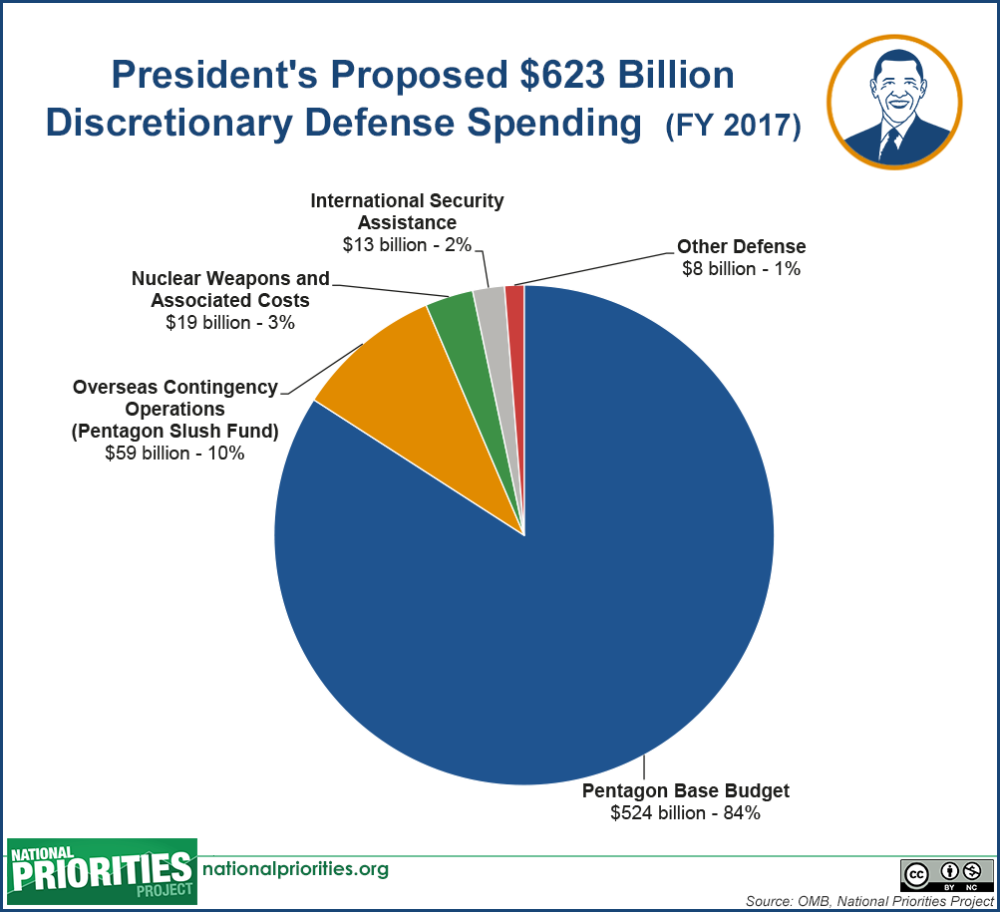 President's Proposed $623 Billion
Discretionary Defense Spending (FY 2017)
International Security
Assistance
$13 billion - 2%
Other Defense
$8 billion - 1%
Nuclear Weapons and
Associated Costs
$19 billion - 3%
Overseas Contingency
Operations
(Pentagon Slush Fund)
$59 billion - 10%
Pentagon Base Budget
$524 billion - 84%
NATIONAL
PRIORITIES
PROJECT
nationalpriorities.org
cc
BY NC
Source: OMB, National Priorities Project